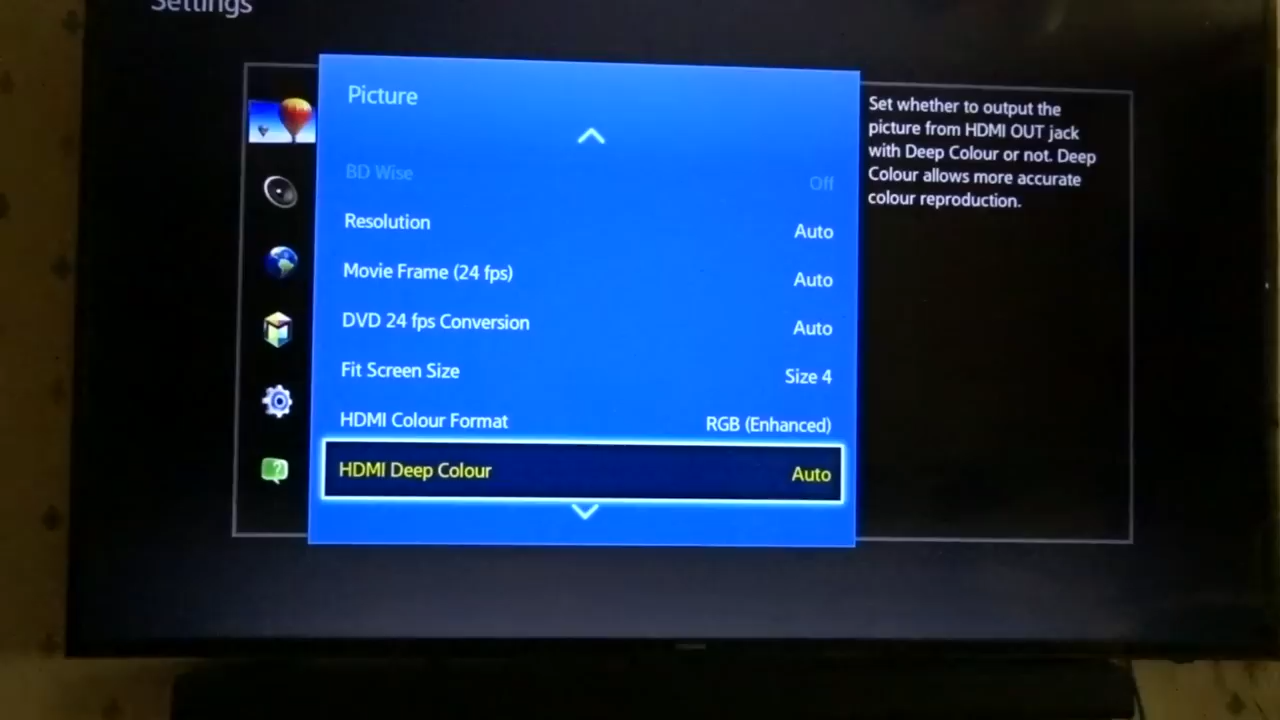 Settings
Picture
BD Wise Off
Resolution Auto
Movie Frame (24 fps) Auto
DVD 24 fps Conversion Auto
Fit Screen Size Size 4
HDMI Colour Format RGB (Enhanced)
HDMI Deep Colour Auto
Set whether to output the
picture from HDMI OUT jack
with Deep Colour or not. Deep
Colour allows more accurate
colour reproduction.